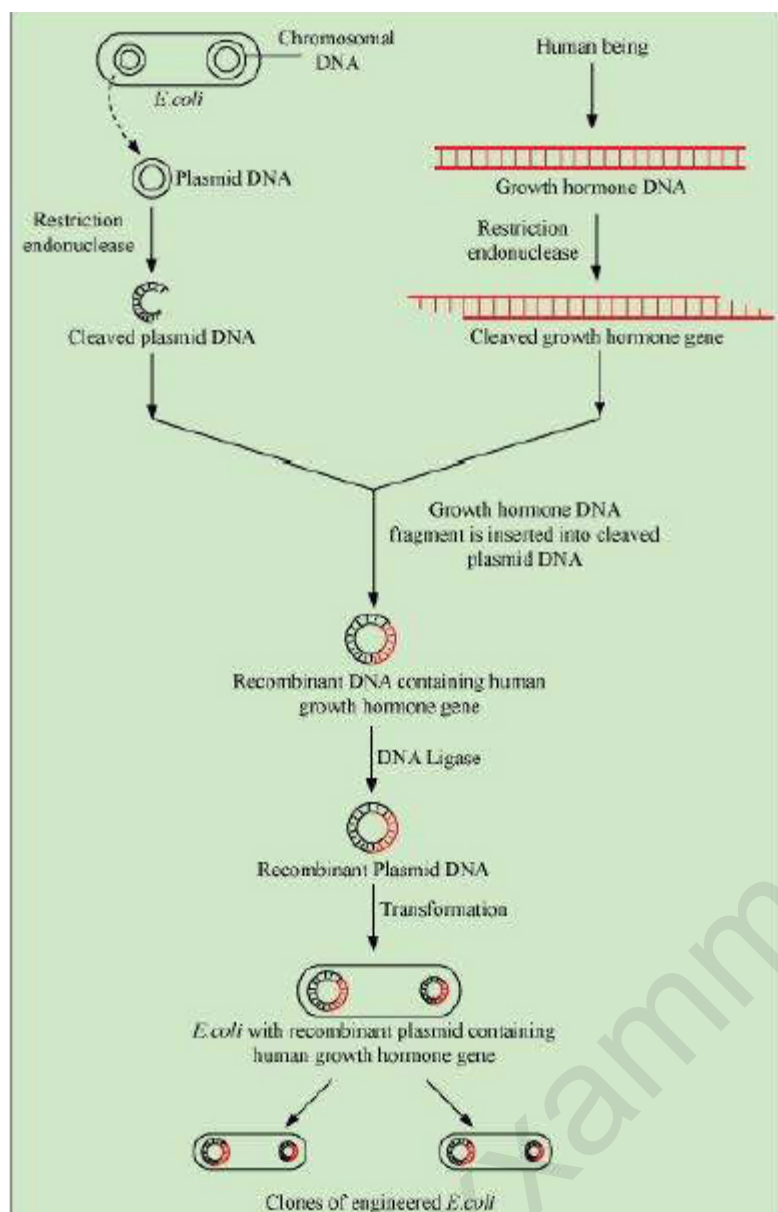 Chromosomal
DNA
Human being
E.coli
Plasmid DNA
Growth hormone DNA
Restriction
endonuclease
Restriction
endonuclease
Cleaved plasmid DNA
Cleaved growth hormone gene
Growth hormone DNA
fragment is inserted into cleaved
plasmid DNA
Recombinant DNA containing human
growth hormone gene
DNA Ligase
Recombinant Plasmid DNA
Transformation
E.coli with recombinant plasmid containing
human growth hormone gene
Clones of engineered E.coli